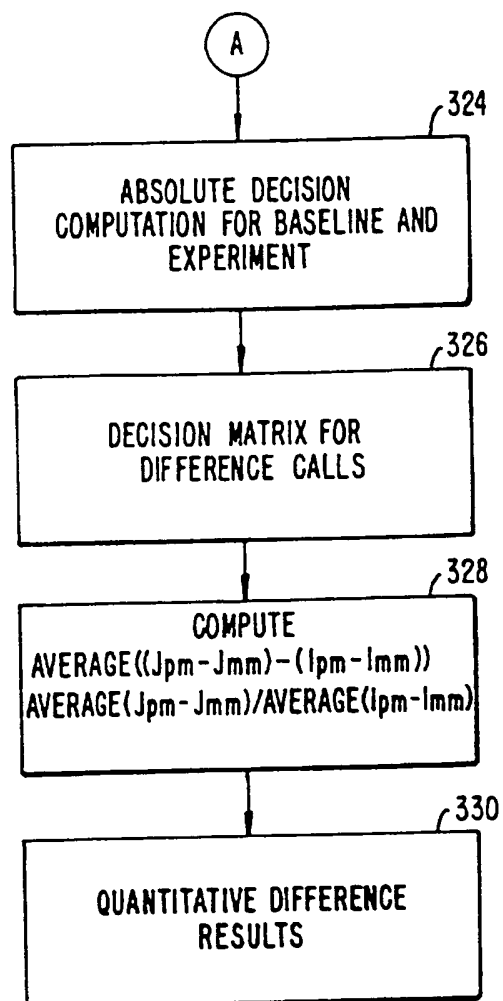 A
324
ABSOLUTE DECISION
COMPUTATION FOR BASELINE AND
EXPERIMENT
326
DECISION MATRIX FOR
DIFFERENCE CALLS
328
COMPUTE
AVERAGE((Jpm-Jmm)-(Ipm-Imm))
AVERAGE(Jpm-Jmm)/AVERAGE(Ipm-Imm)
330
QUANTITATIVE DIFFERENCE
RESULTS